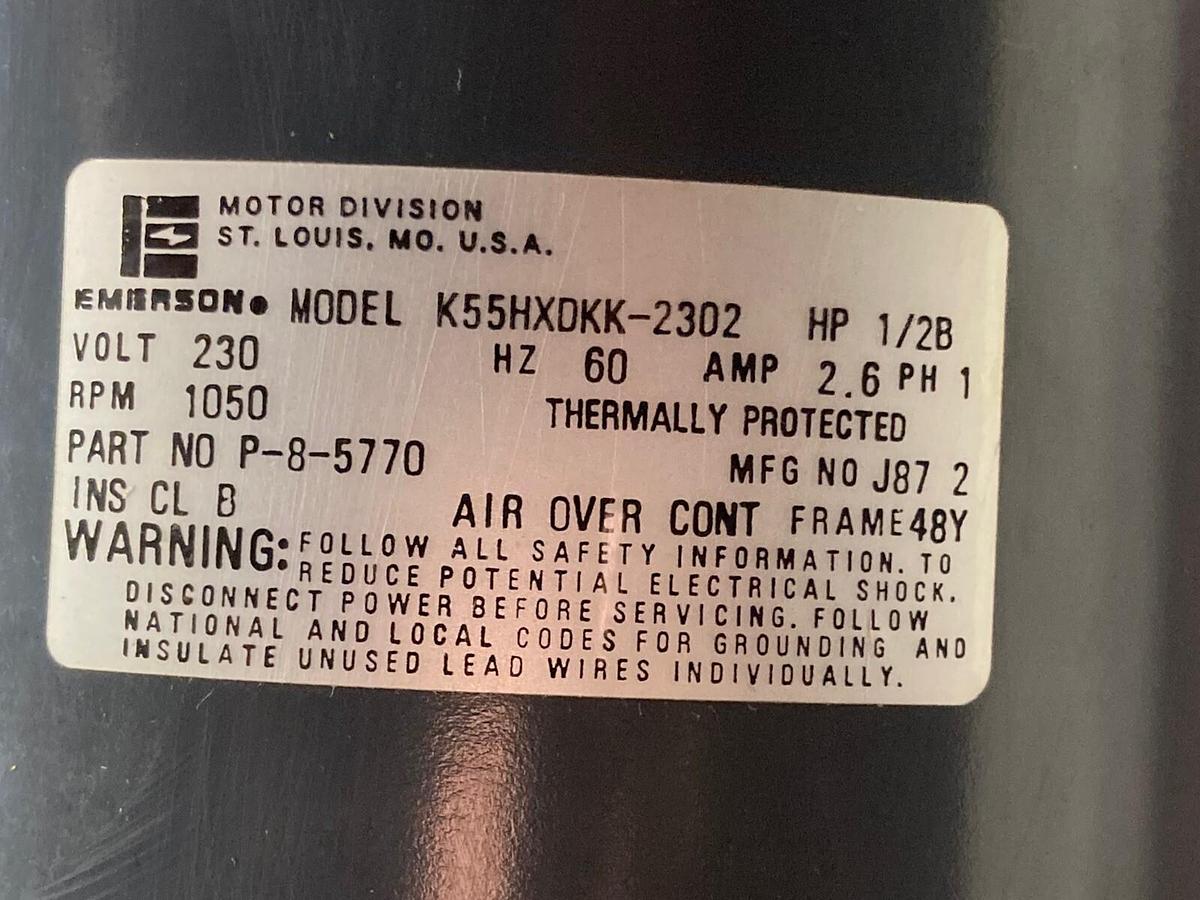 MOTOR DIVISION
ST. LOUIS, MO. U.S.A.
EMERSON MODEL K55HXDKK-2302 HP 1/2B
VOLT 230 HZ 60 AMP 2.6 PH 1
RPM 1050 THERMALLY PROTECTED
PART NO P-8-5770 MFG NO J87 2
INS CL B AIR OVER CONT FRAME 48Y
WARNING: FOLLOW ALL SAFETY INFORMATION. TO
REDUCE POTENTIAL ELECTRICAL SHOCK.
DISCONNECT POWER BEFORE SERVICING. FOLLOW
NATIONAL AND LOCAL CODES FOR GROUNDING AND
INSULATE UNUSED LEAD WIRES INDIVIDUALLY.